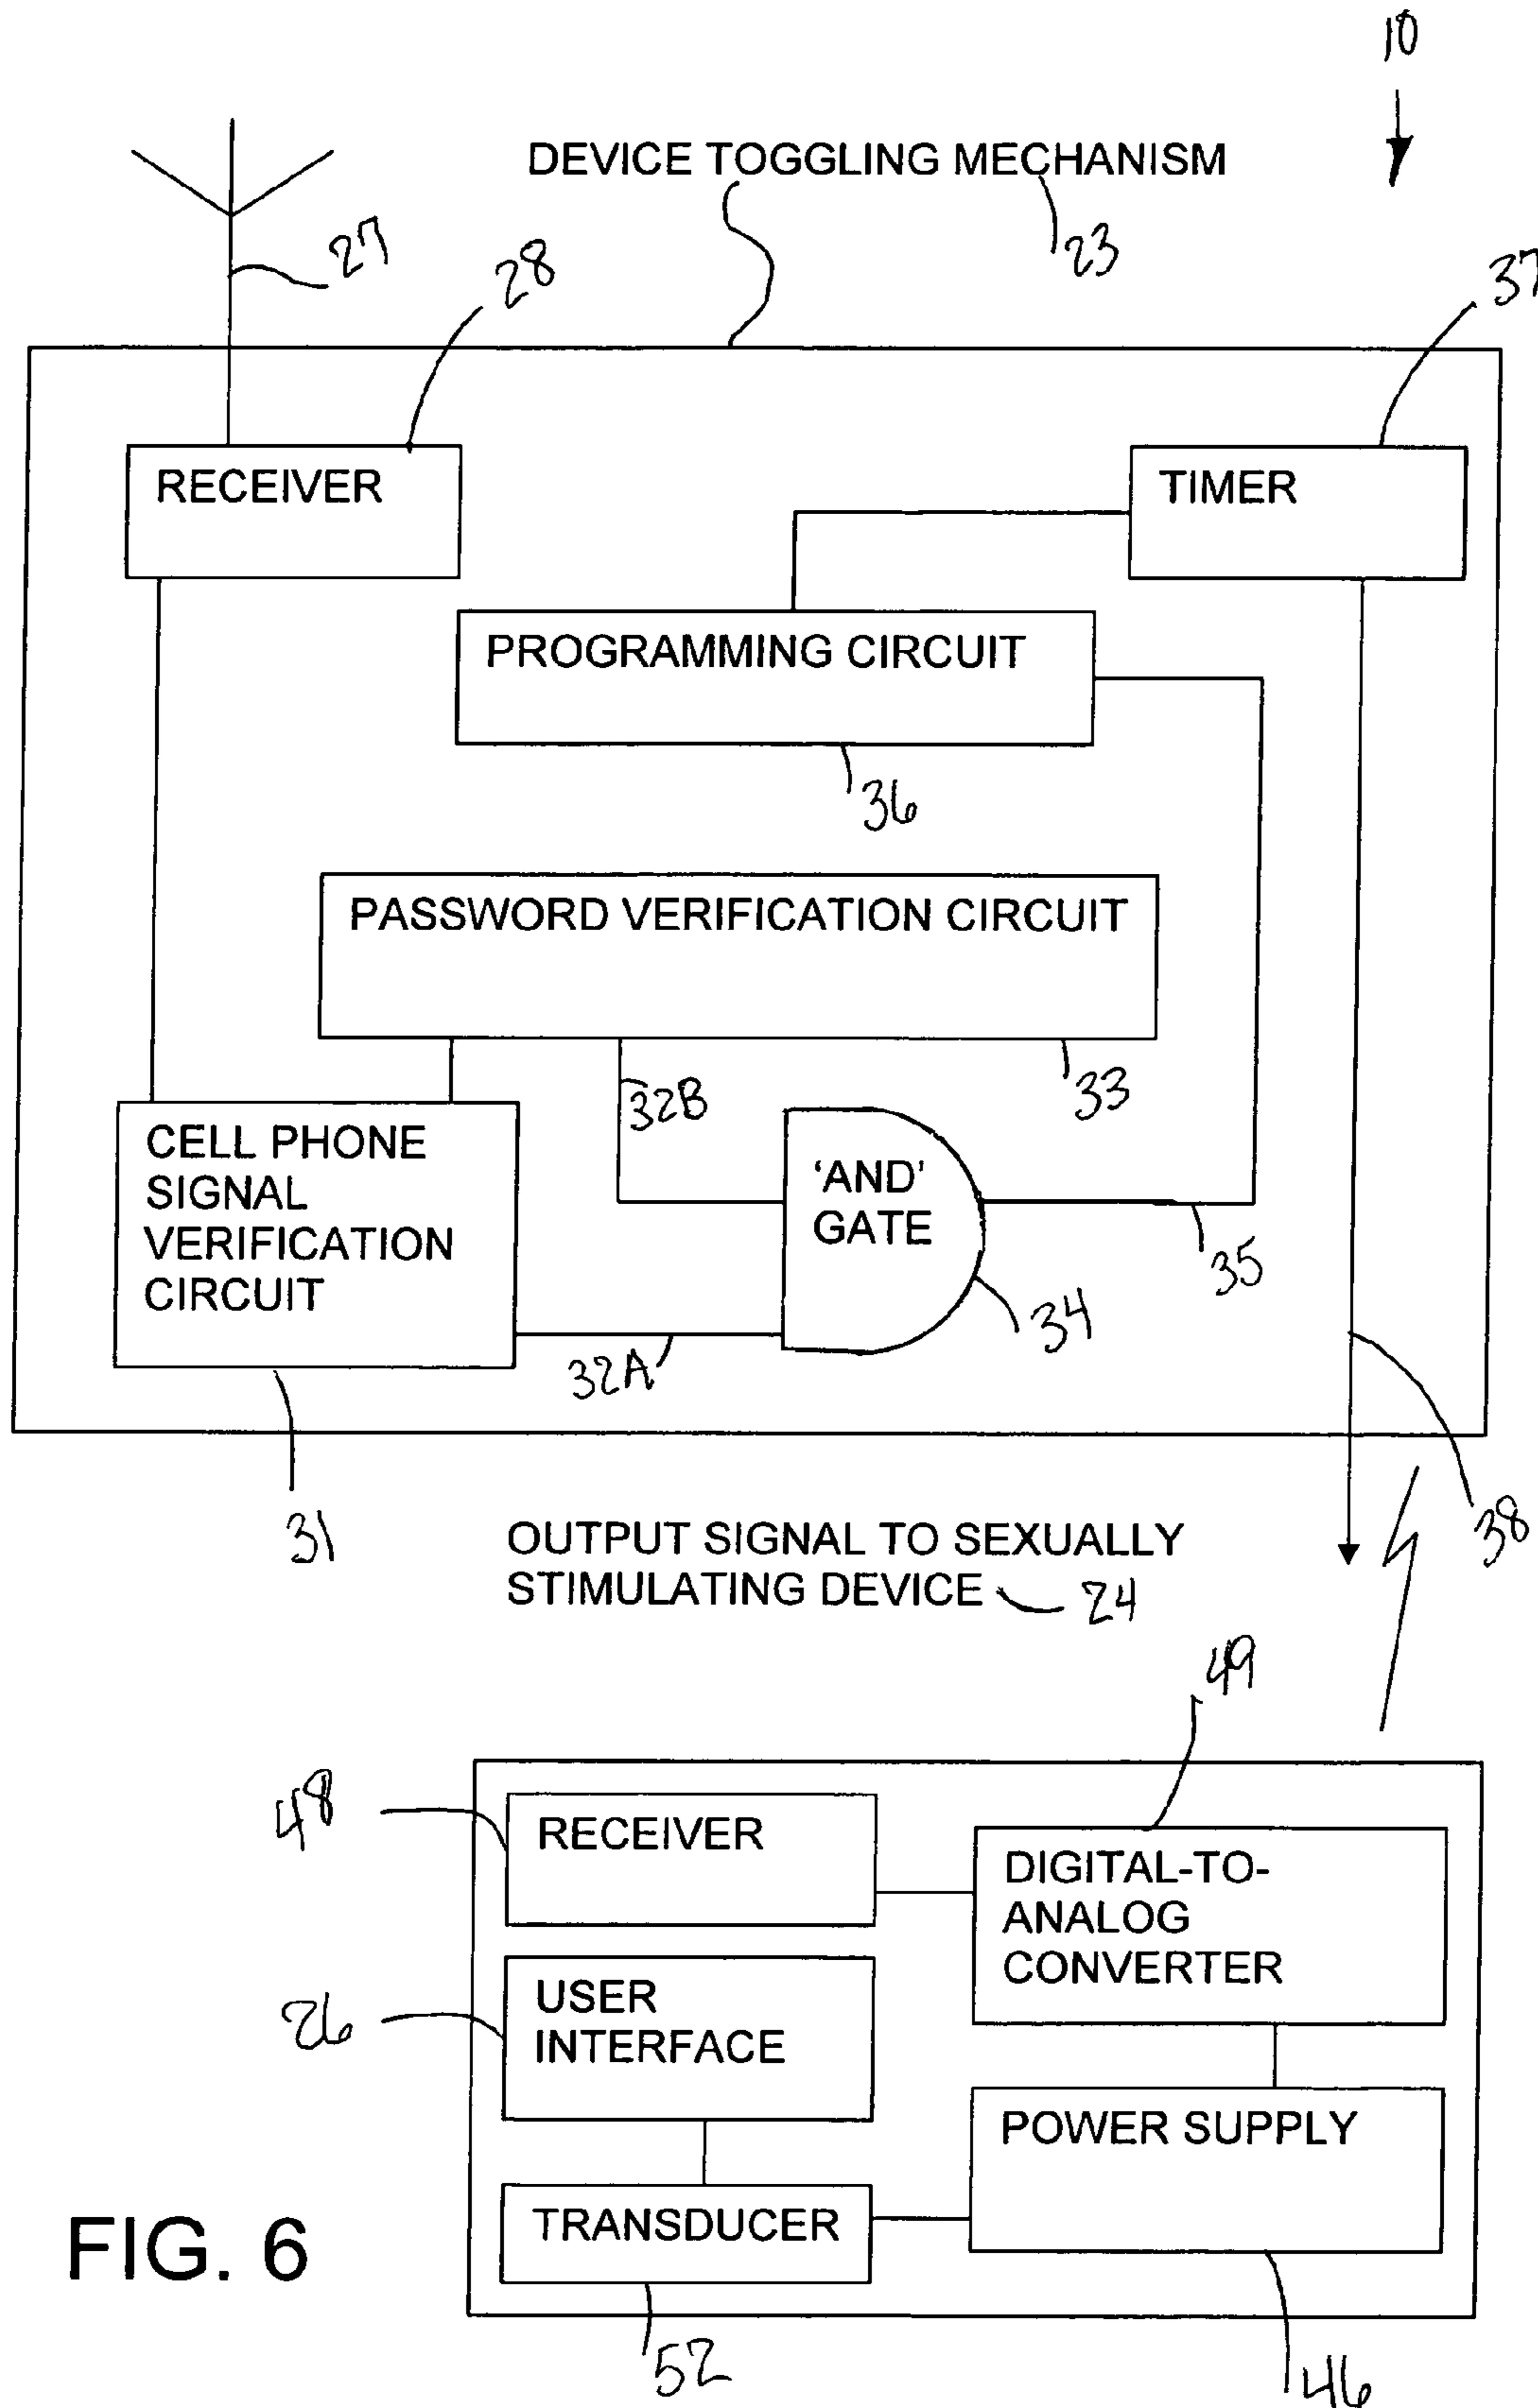 10
DEVICE TOGGLING MECHANISM
23
27
28
37
RECEIVER
TIMER
PROGRAMMING CIRCUIT
36
PASSWORD VERIFICATION CIRCUIT
32B
33
CELL PHONE
SIGNAL
VERIFICATION
CIRCUIT
'AND'
GATE
35
34
32A
31
38
OUTPUT SIGNAL TO SEXUALLY
STIMULATING DEVICE 24
49
48
RECEIVER
DIGITAL-TO-
ANALOG
CONVERTER
26
USER
INTERFACE
POWER SUPPLY
TRANSDUCER
FIG. 6
52
46